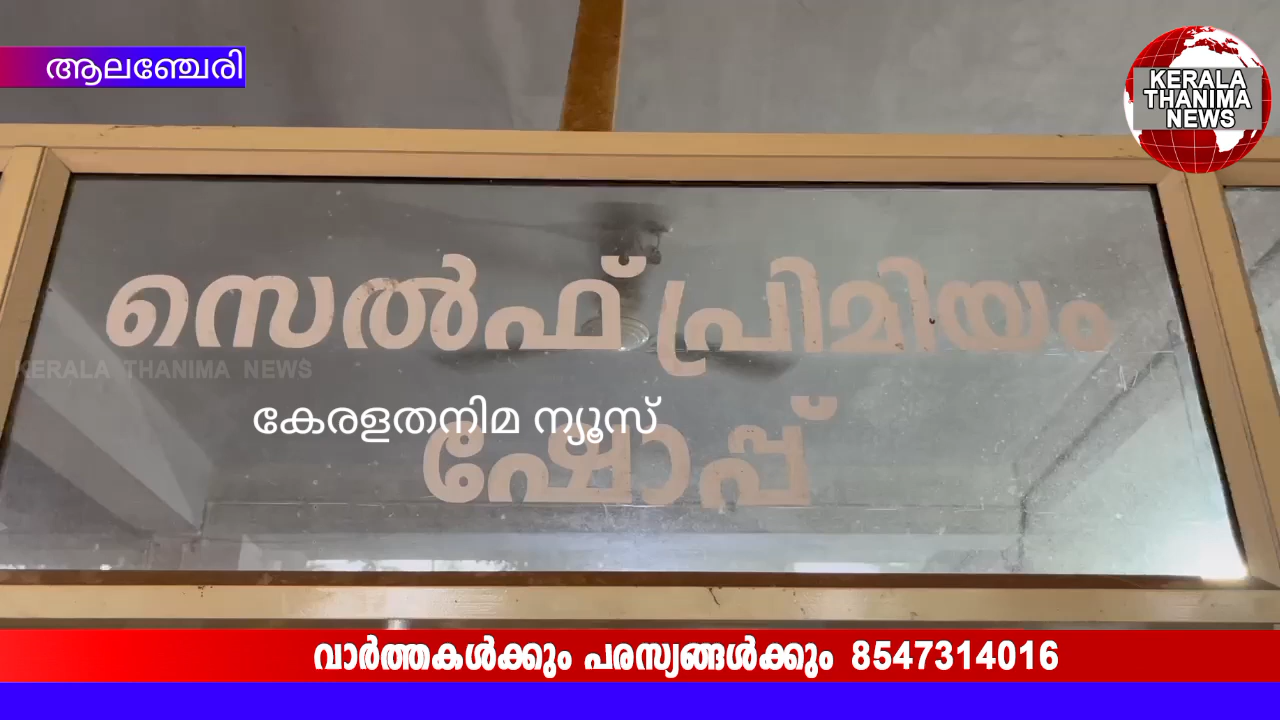 ആലഞ്ചേരി
KERALA
THANIMA
NEWS
സെൽഫ് പ്രിമിയം
KERALA THANIMA NEWS
കേരളതനിമ ന്യൂസ്
ഷോപ്പ്
വാർത്തകൾക്കും പരസ്യങ്ങൾക്കും 8547314016